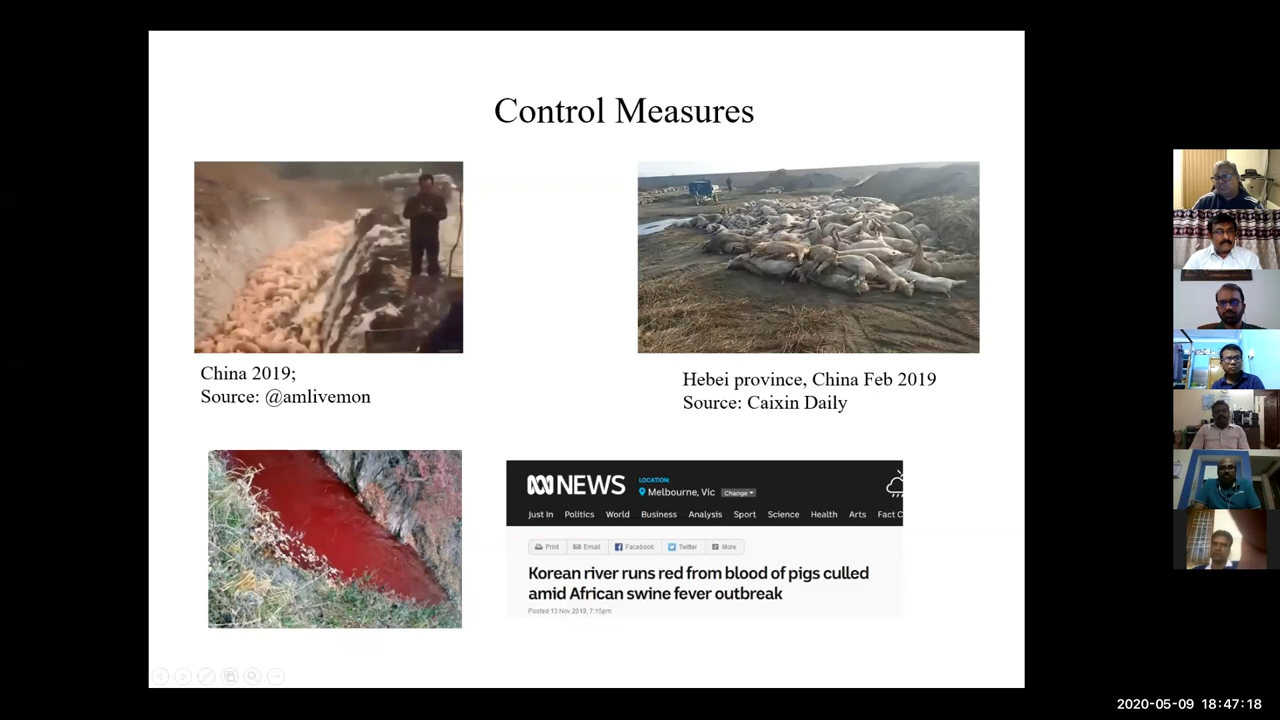 Control Measures
China 2019;
Source: @amlivemon
Hebei province, China Feb 2019
Source: Caixin Daily
NEWS
LOCATION:
Melbourne, Vic Change
Just In Politics World Business Analysis Sport Science Health Arts Fact C
Print Email Facebook Twitter More
Korean river runs red from blood of pigs culled
amid African swine fever outbreak
Posted 13 Nov 2019, 7:15pm
2020-05-09 18:47:18